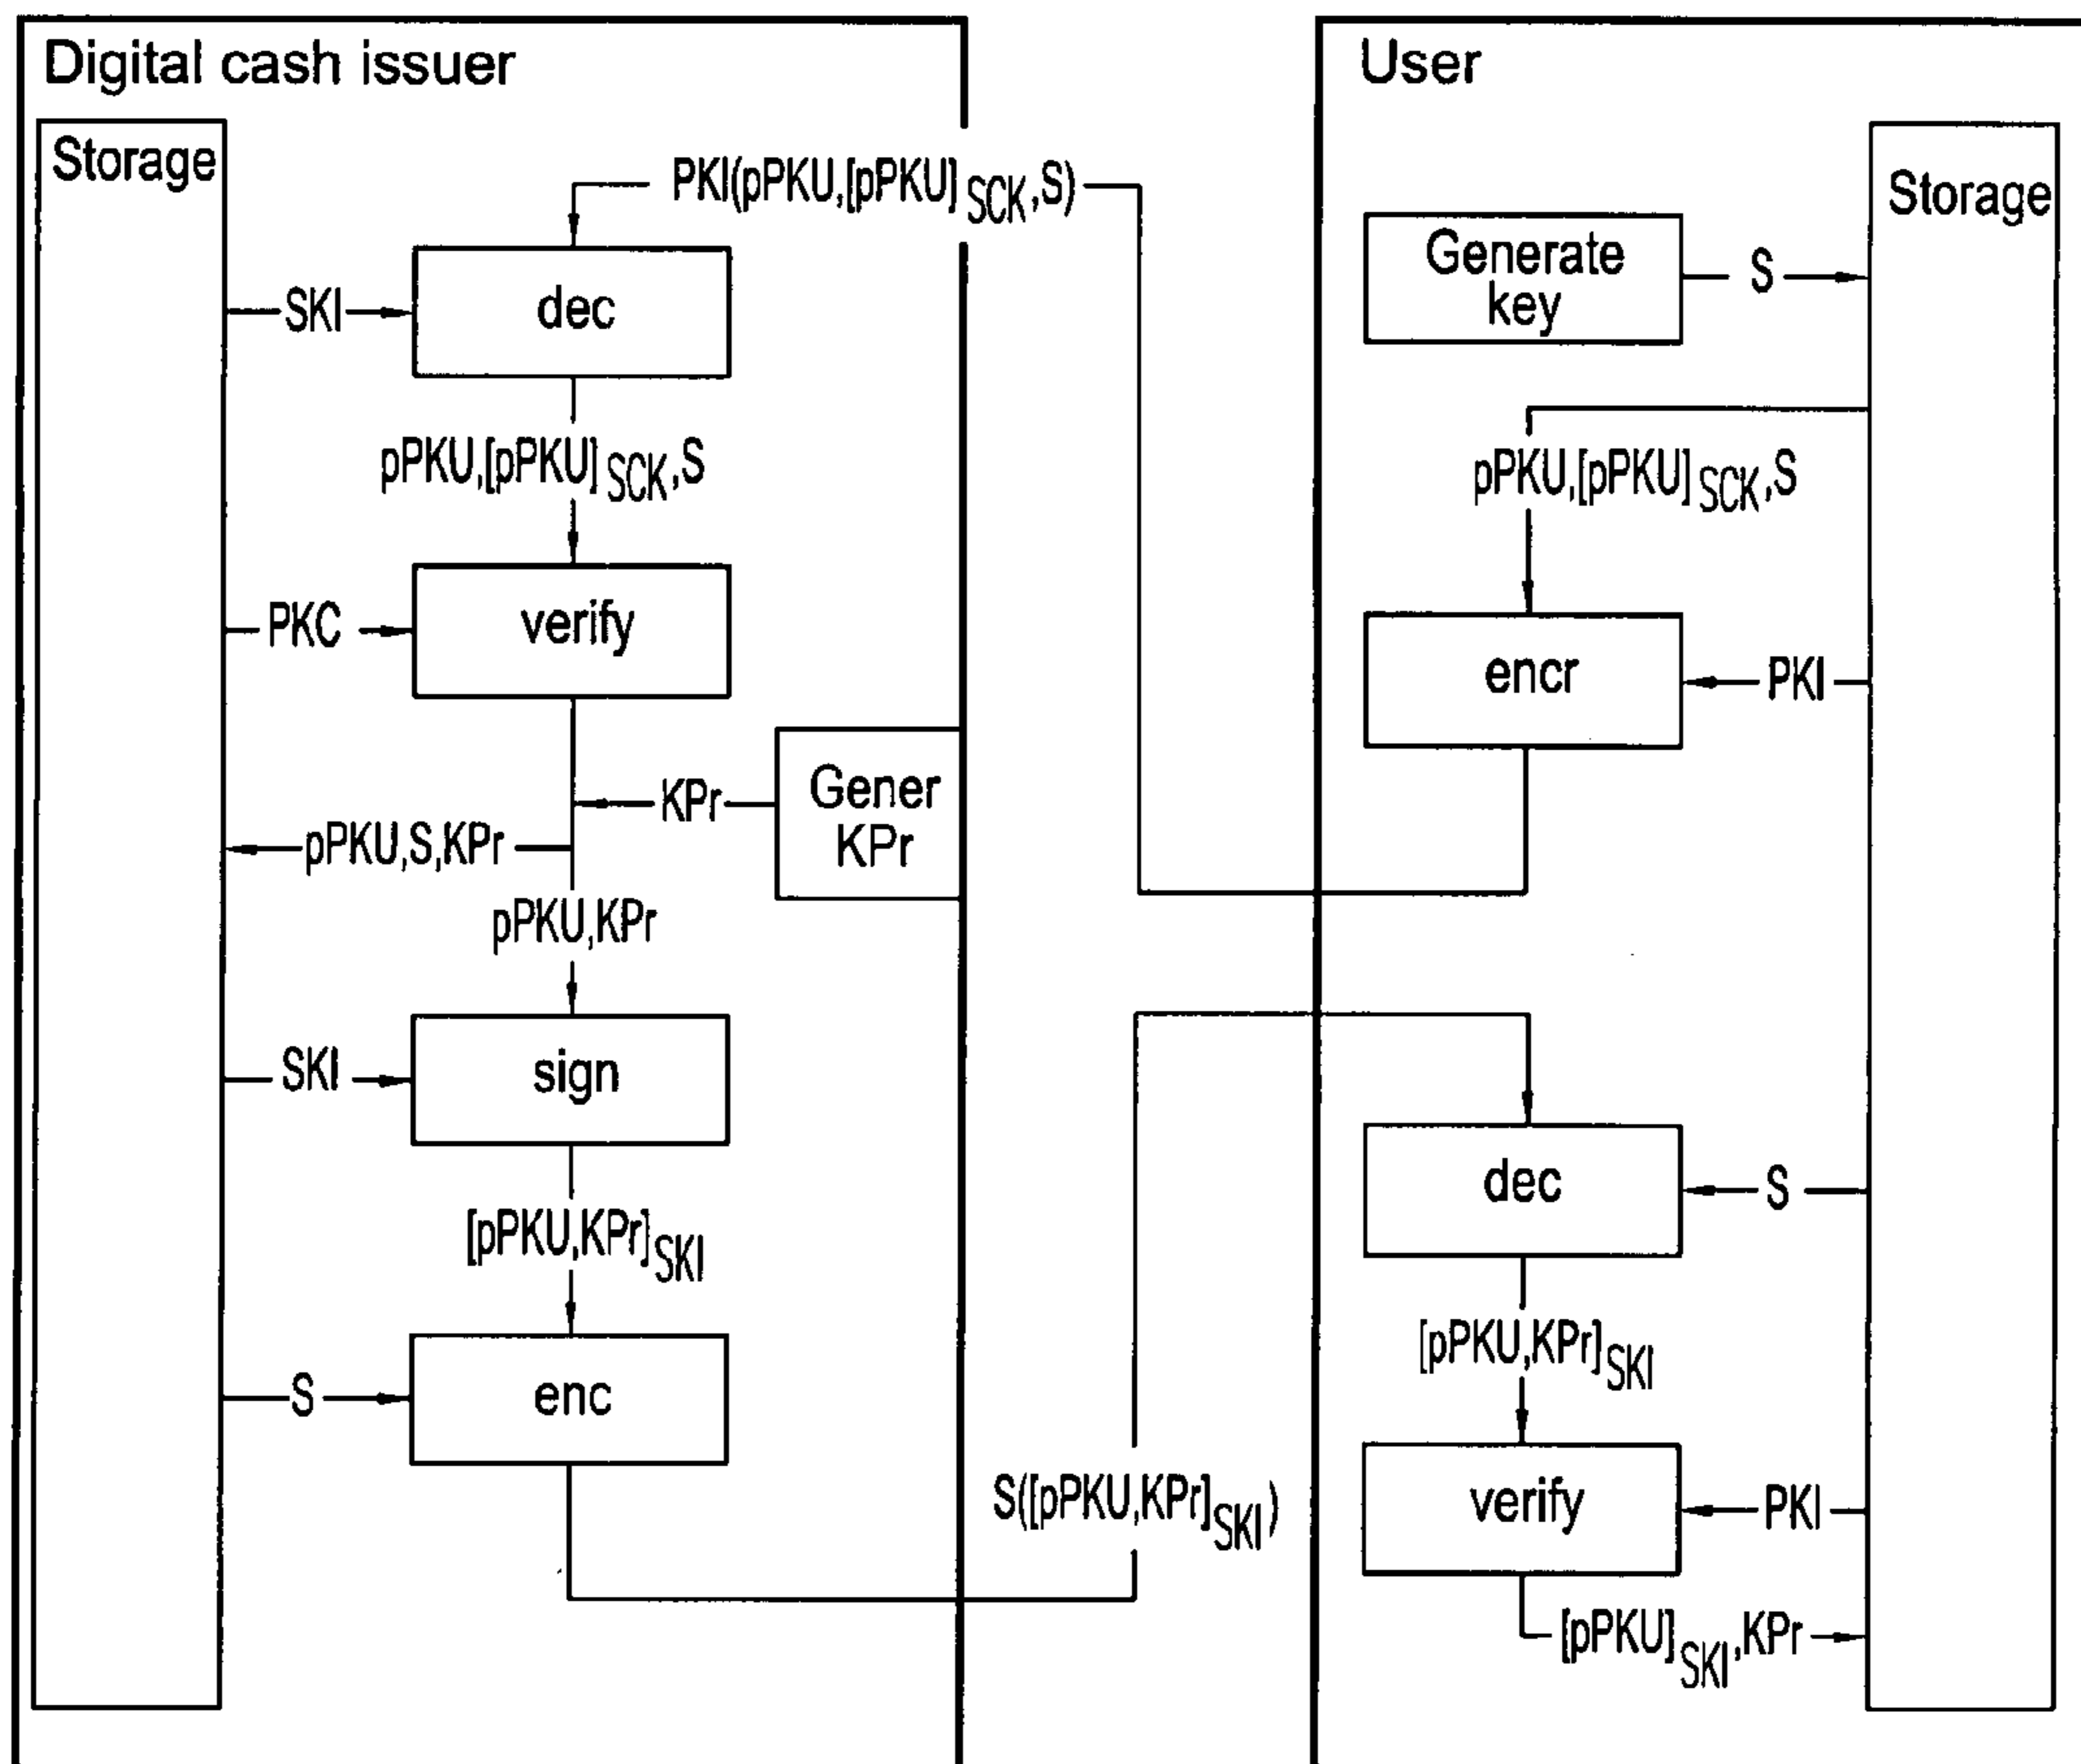 Digital cash issuer
Storage
PKI(pPKU,[pPKU]SCK,S)
SKI
dec
pPKU,[pPKU]SCK,S
PKC
verify
KPr
Gener
KPr
pPKU,S,KPr
pPKU,KPr
SKI
sign
[pPKU,KPr]SKI
S
enc
S([pPKU,KPr]SKI)
User
Storage
Generate
key
S
pPKU,[pPKU]SCK,S
encr
PKI
dec
S
[pPKU,KPr]SKI
verify
PKI
[pPKU]SKI,KPr